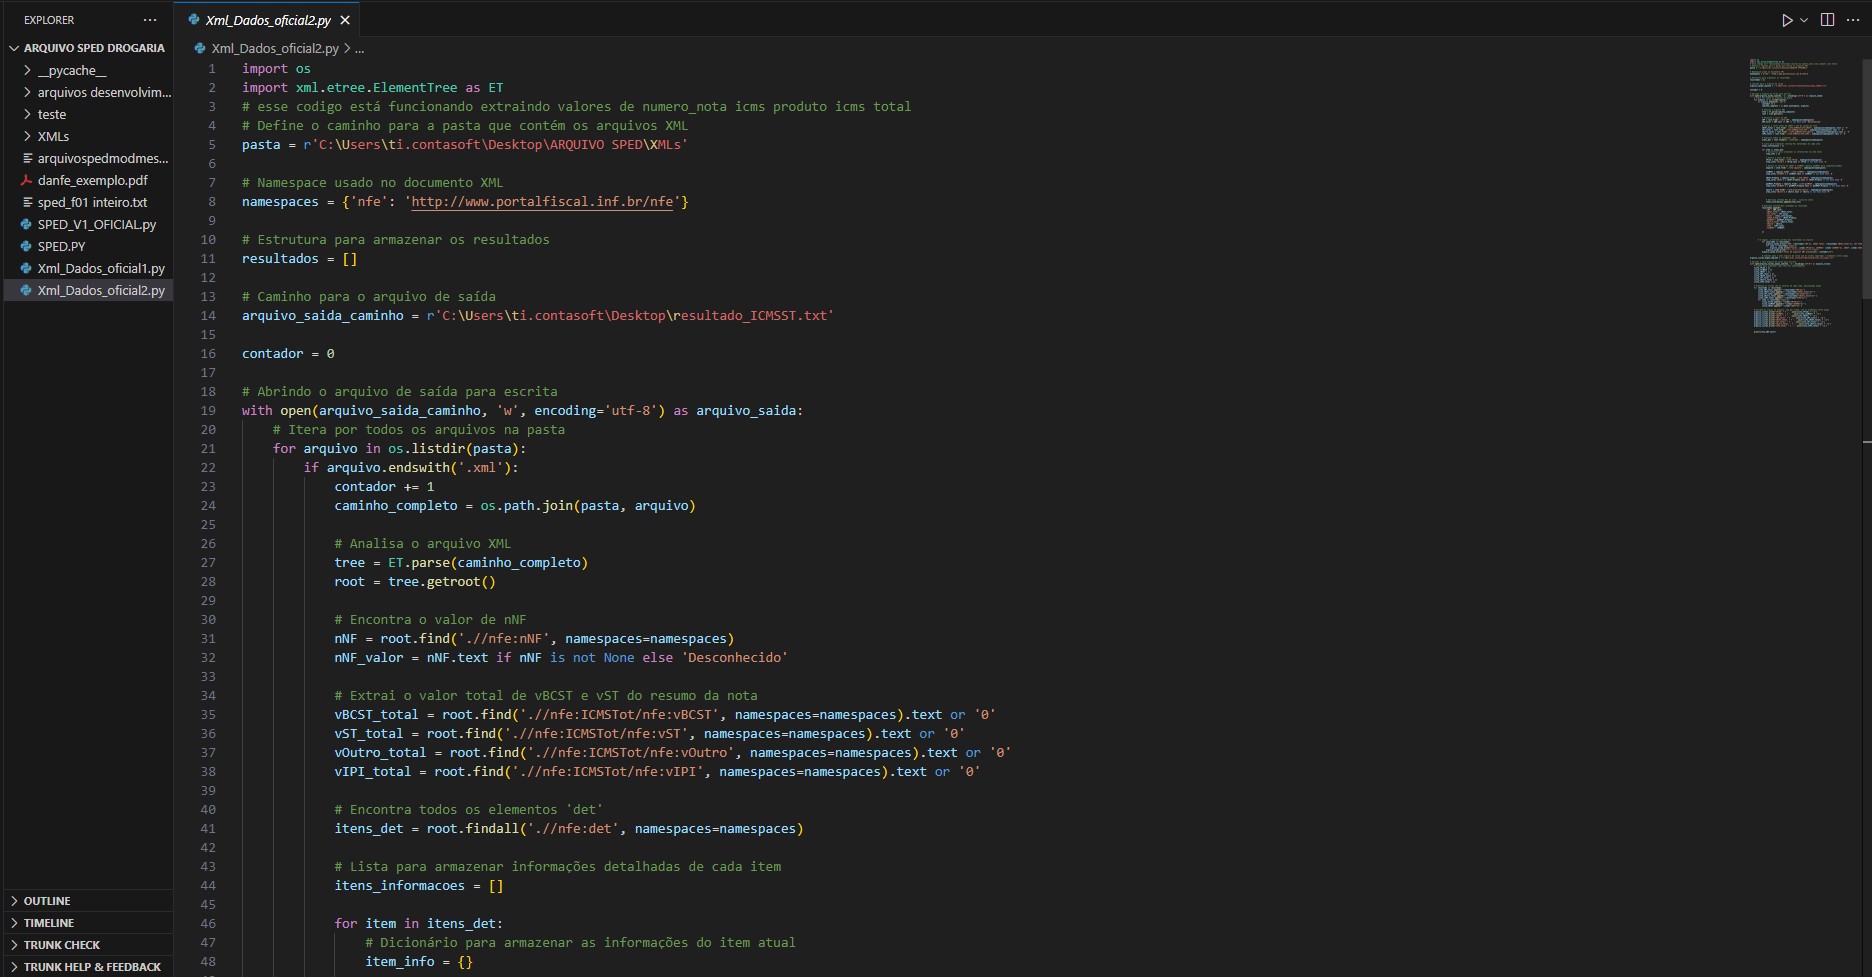 EXPLORER
ARQUIVO SPED DROGARIA
__pycache__
arquivos desenvolvim...
teste
XMLs
arquivospedmodmes...
danfe_exemplo.pdf
sped_f01 inteiro.txt
SPED_V1_OFICIAL.py
SPED.PY
Xml_Dados_oficial1.py
Xml_Dados_oficial2.py
OUTLINE
TIMELINE
TRUNK CHECK
TRUNK HELP & FEEDBACK
Xml_Dados_oficial2.py
Xml_Dados_oficial2.py > ...
1 import os
2 import xml.etree.ElementTree as ET
3 # esse codigo está funcionando extraindo valores de numero_nota icms produto icms total
4 # Define o caminho para a pasta que contém os arquivos XML
5 pasta = r'C:\Users\ti.contasoft\Desktop\ARQUIVO SPED\XMLs'
6
7 # Namespace usado no documento XML
8 namespaces = {'nfe': 'http://www.portalfiscal.inf.br/nfe'}
9
10 # Estrutura para armazenar os resultados
11 resultados = []
12
13 # Caminho para o arquivo de saída
14 arquivo_saida_caminho = r'C:\Users\ti.contasoft\Desktop\resultado_ICMSST.txt'
15
16 contador = 0
17
18 # Abrindo o arquivo de saída para escrita
19 with open(arquivo_saida_caminho, 'w', encoding='utf-8') as arquivo_saida:
20 # Itera por todos os arquivos na pasta
21 for arquivo in os.listdir(pasta):
22 if arquivo.endswith('.xml'):
23 contador += 1
24 caminho_completo = os.path.join(pasta, arquivo)
25
26 # Analisa o arquivo XML
27 tree = ET.parse(caminho_completo)
28 root = tree.getroot()
29
30 # Encontra o valor de nNF
31 nNF = root.find('.//nfe:nNF', namespaces=namespaces)
32 nNF_valor = nNF.text if nNF is not None else 'Desconhecido'
33
34 # Extrai o valor total de vBCST e vST do resumo da nota
35 vBCST_total = root.find('.//nfe:ICMSTot/nfe:vBCST', namespaces=namespaces).text or '0'
36 vST_total = root.find('.//nfe:ICMSTot/nfe:vST', namespaces=namespaces).text or '0'
37 vOutro_total = root.find('.//nfe:ICMSTot/nfe:vOutro', namespaces=namespaces).text or '0'
38 vIPI_total = root.find('.//nfe:ICMSTot/nfe:vIPI', namespaces=namespaces).text or '0'
39
40 # Encontra todos os elementos 'det'
41 itens_det = root.findall('.//nfe:det', namespaces=namespaces)
42
43 # Lista para armazenar informações detalhadas de cada item
44 itens_informacoes = []
45
46 for item in itens_det:
47 # Dicionário para armazenar as informações do item atual
48 item_info = {}